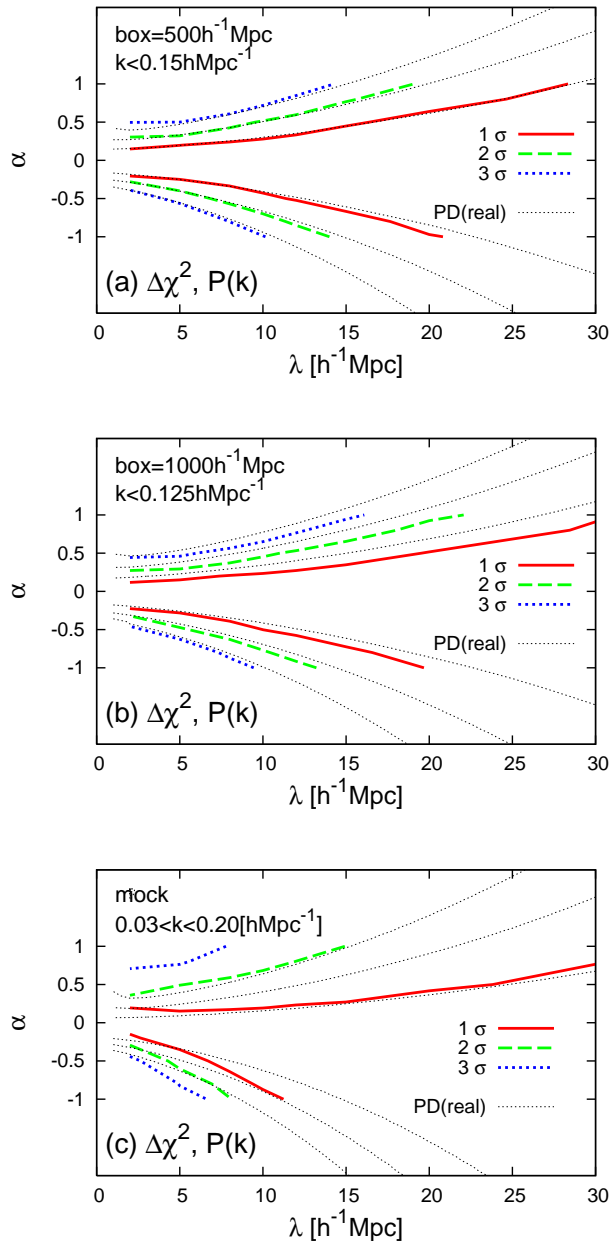 box=500h⁻¹Mpc
k<0.15hMpc⁻¹
1
0.5
0
-0.5
-1
α
1 σ
2 σ
3 σ
PD(real)
(a) Δχ², P(k)
0 5 10 15 20 25 30
λ [h⁻¹Mpc]
box=1000h⁻¹Mpc
k<0.125hMpc⁻¹
1
0.5
0
-0.5
-1
α
1 σ
2 σ
3 σ
PD(real)
(b) Δχ², P(k)
0 5 10 15 20 25 30
λ [h⁻¹Mpc]
mock
0.03<k<0.20[hMpc⁻¹]
1
0.5
0
-0.5
-1
α
1 σ
2 σ
3 σ
PD(real)
(c) Δχ², P(k)
0 5 10 15 20 25 30
λ [h⁻¹Mpc]